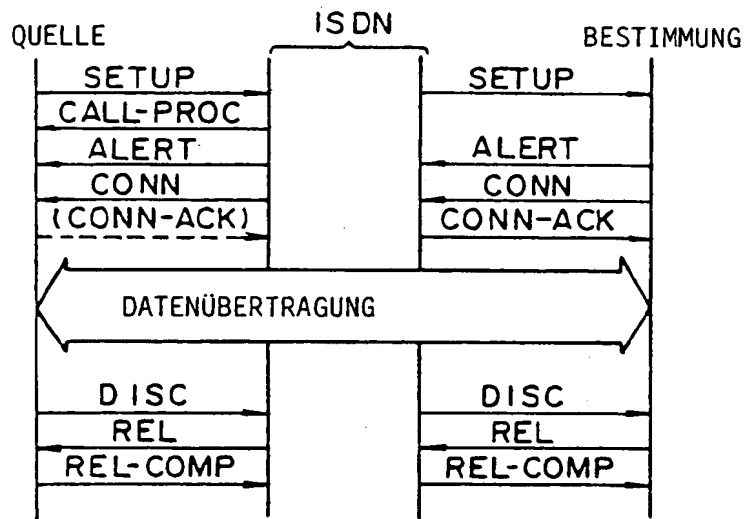 ISDN
QUELLE BESTIMMUNG
SETUP SETUP
CALL-PROC
ALERT ALERT
CONN CONN
(CONN-ACK) CONN-ACK
DATENÜBERTRAGUNG
DISC DISC
REL REL
REL-COMP REL-COMP